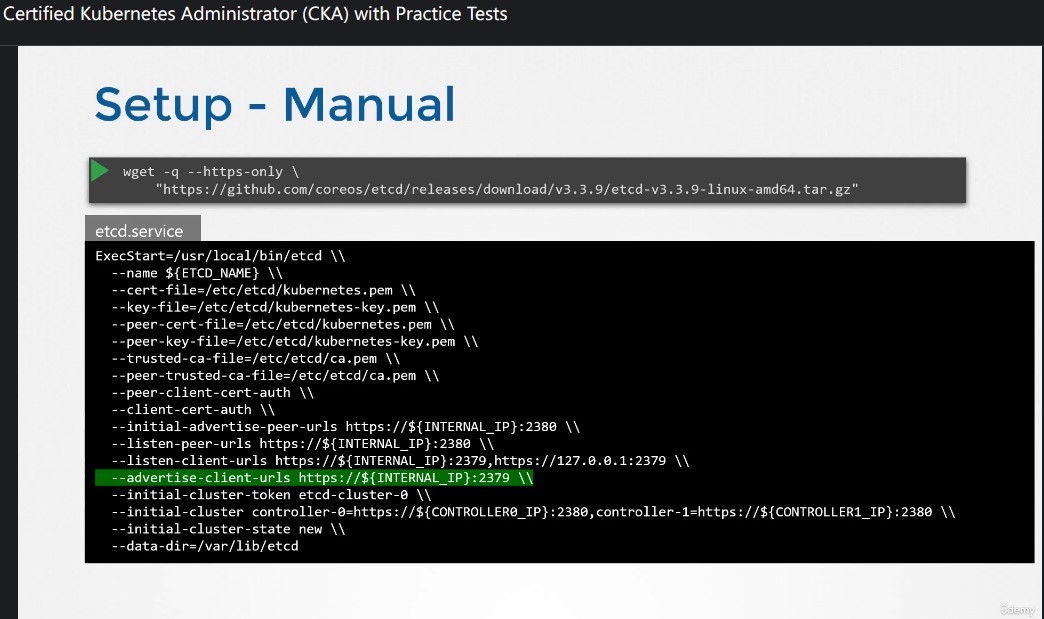 Certified Kubernetes Administrator (CKA) with Practice Tests
Setup - Manual
wget -q --https-only \
"https://github.com/coreos/etcd/releases/download/v3.3.9/etcd-v3.3.9-linux-amd64.tar.gz"
etcd.service
ExecStart=/usr/local/bin/etcd \\
--name ${ETCD_NAME} \\
--cert-file=/etc/etcd/kubernetes.pem \\
--key-file=/etc/etcd/kubernetes-key.pem \\
--peer-cert-file=/etc/etcd/kubernetes.pem \\
--peer-key-file=/etc/etcd/kubernetes-key.pem \\
--trusted-ca-file=/etc/etcd/ca.pem \\
--peer-trusted-ca-file=/etc/etcd/ca.pem \\
--peer-client-cert-auth \\
--client-cert-auth \\
--initial-advertise-peer-urls https://${INTERNAL_IP}:2380 \\
--listen-peer-urls https://${INTERNAL_IP}:2380 \\
--listen-client-urls https://${INTERNAL_IP}:2379,https://127.0.0.1:2379 \\
--advertise-client-urls https://${INTERNAL_IP}:2379 \\
--initial-cluster-token etcd-cluster-0 \\
--initial-cluster controller-0=https://${CONTROLLER0_IP}:2380,controller-1=https://${CONTROLLER1_IP}:2380 \\
--initial-cluster-state new \\
--data-dir=/var/lib/etcd
ûdemy